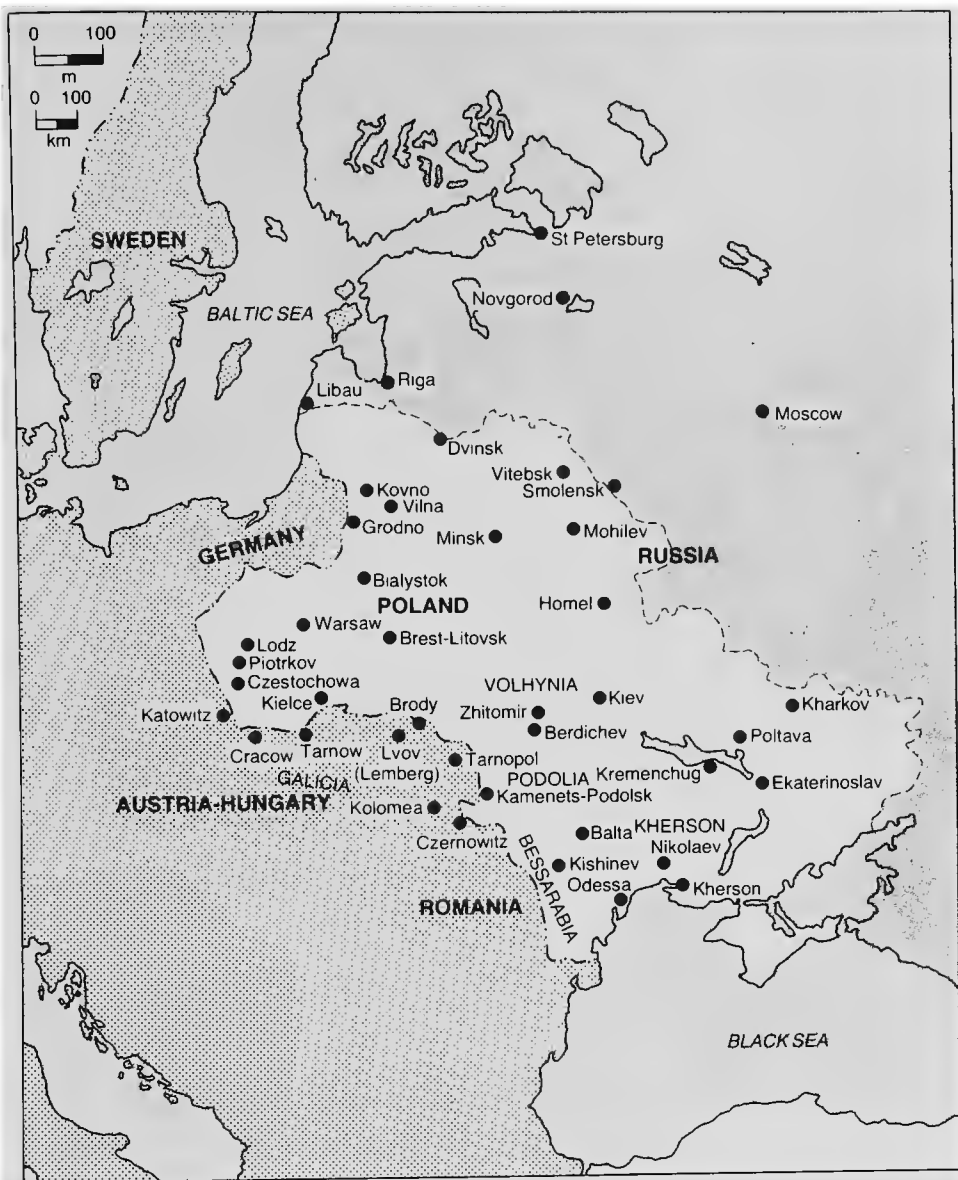 0 100
m
0 100
km
SWEDEN
St Petersburg
BALTIC SEA
Novgorod
Riga
Libau
Moscow
Dvinsk
Vitebsk
Smolensk
Kovno
Vilna
Grodno
GERMANY
Minsk
Mohilev
RUSSIA
Bialystok
POLAND
Homel
Warsaw
Brest-Litovsk
Lodz
Piotrkov
Czestochowa
VOLHYNIA
Kiev
Kielce
Brody
Zhitomir
Kharkov
Katowitz
Berdichev
Poltava
Cracow
Tarnow
Lvov
(Lemberg)
Tarnopol
GALICIA
PODOLIA
Kremenchug
Ekaterinoslav
AUSTRIA-HUNGARY
Kamenets-Podolsk
Kolomea
Czernowitz
Balta
KHERSON
Nikolaev
BESSARABIA
Kishinev
Odessa
Kherson
ROMANIA
BLACK SEA